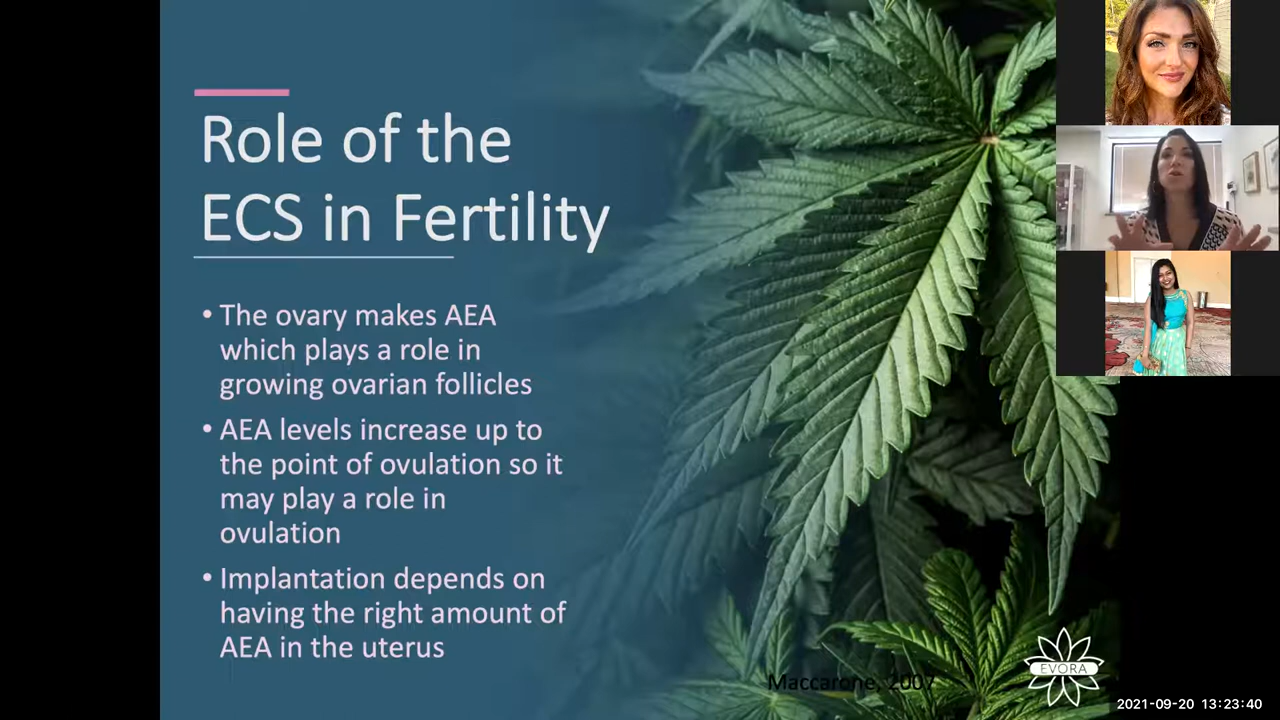 Role of the
ECS in Fertility
• The ovary makes AEA
which plays a role in
growing ovarian follicles
• AEA levels increase up to
the point of ovulation so it
may play a role in
ovulation
• Implantation depends on
having the right amount of
AEA in the uterus
Maccarone, 2007
EVORA
2021-09-20 13:23:40